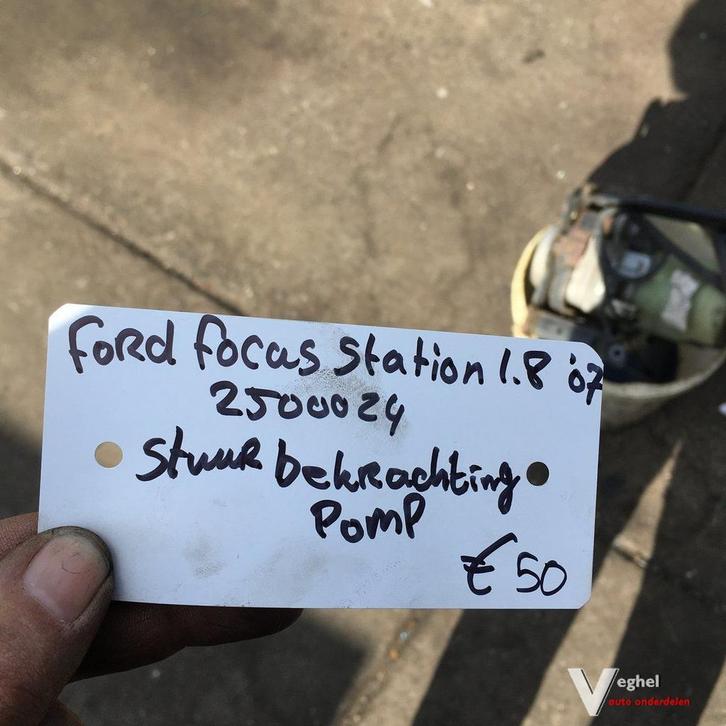 Ford Focus Station 1.8 '07
2500024
Stuur bekrachting
Pomp
€ 50
Veghel
auto onderdelen